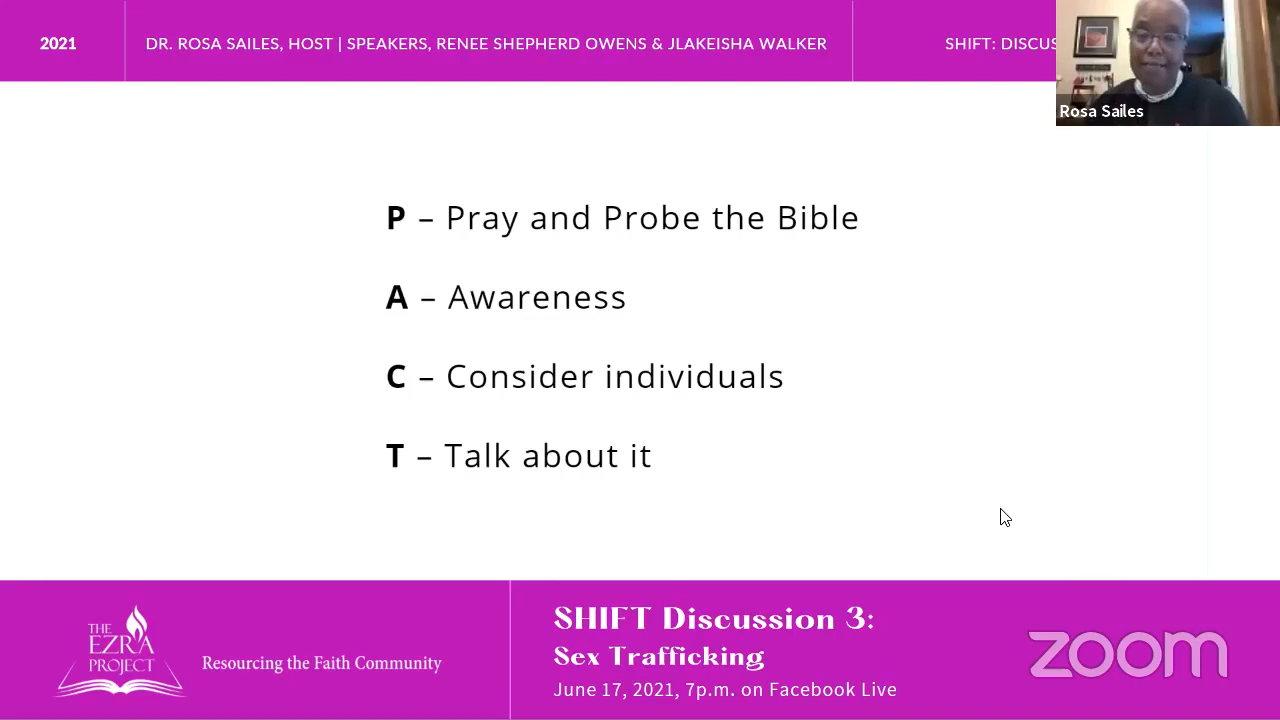 2021
DR. ROSA SAILES, HOST | SPEAKERS, RENEE SHEPHERD OWENS & JLAKEISHA WALKER
SHIFT: DISCUS
Rosa Sailes
P – Pray and Probe the Bible
A – Awareness
C – Consider individuals
T – Talk about it
THE
EZRA
PROJECT
Resourcing the Faith Community
SHIFT Discussion 3:
Sex Trafficking
June 17, 2021, 7p.m. on Facebook Live
zoom